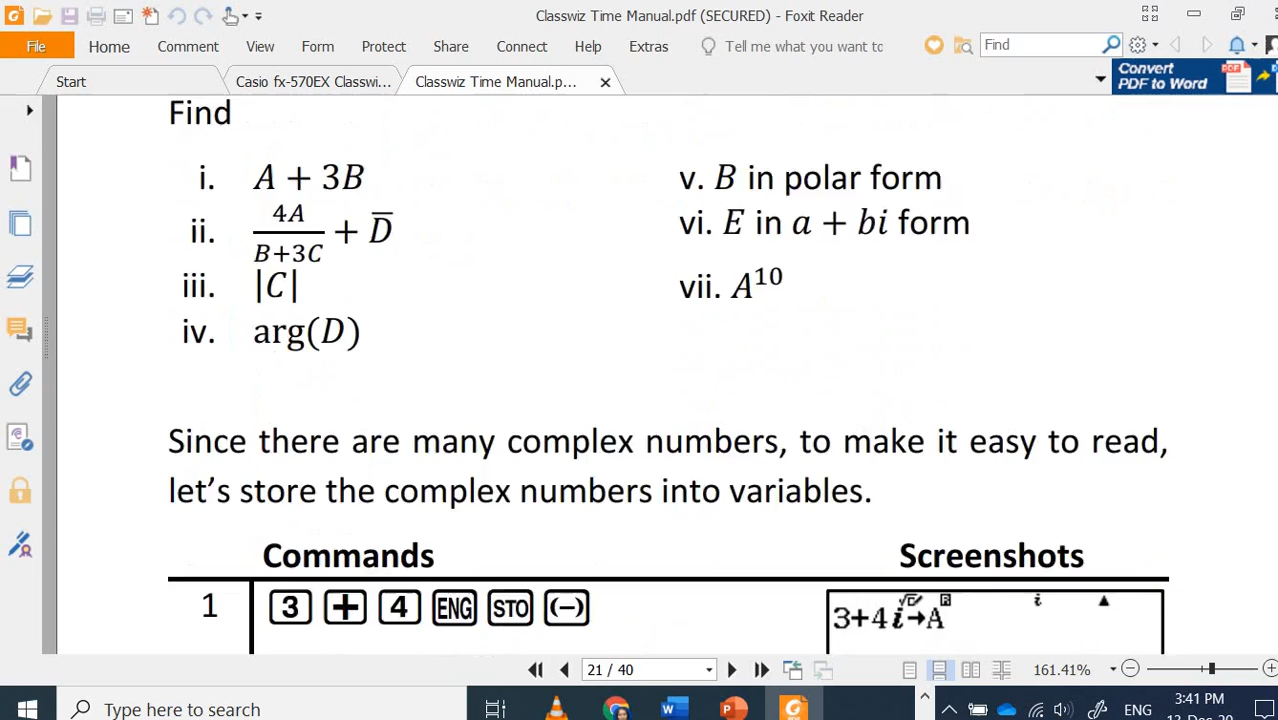 Classwiz Time Manual.pdf (SECURED) - Foxit Reader
File Home Comment View Form Protect Share Connect Help Extras Tell me what you want to Find
Start Casio fx-570EX Classwi... Classwiz Time Manual.p... Convert PDF to Word
Find
i. A + 3B
v. B in polar form
ii. 4A/(B+3C) + D̅
vi. E in a + bi form
iii. |C|
vii. A¹⁰
iv. arg(D)
Since there are many complex numbers, to make it easy to read,
let’s store the complex numbers into variables.
Commands Screenshots
1 3 + 4 ENG STO (−) 3+4i→A
21 / 40 161.41%
Type here to search ENG 3:41 PM